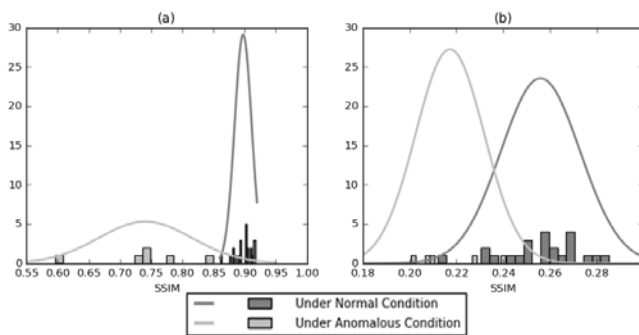 (a)
30
25
20
15
10
5
0
0.55 0.60 0.65 0.70 0.75 0.80 0.85 0.90 0.95 1.00
SSIM
(b)
30
25
20
15
10
5
0
0.18 0.20 0.22 0.24 0.26 0.28
SSIM
Under Normal Condition
Under Anomalous Condition